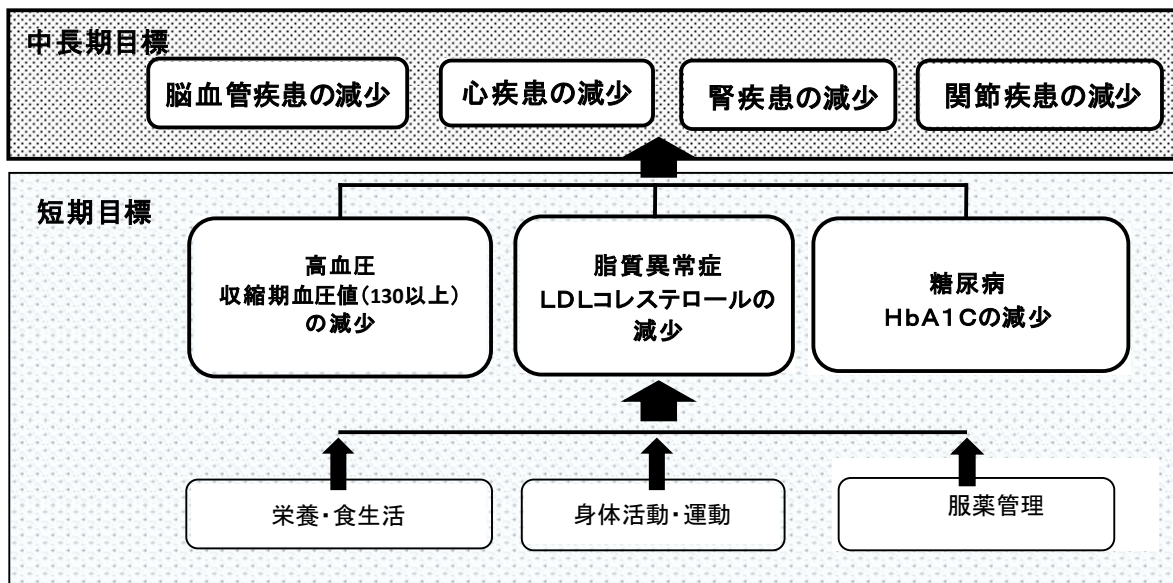 中長期目標
脳血管疾患の減少
心疾患の減少
腎疾患の減少
関節疾患の減少
短期目標
高血圧
収縮期血圧値(130以上)
の減少
脂質異常症
LDLコレステロールの
減少
糖尿病
HbA1Cの減少
栄養・食生活
身体活動・運動
服薬管理